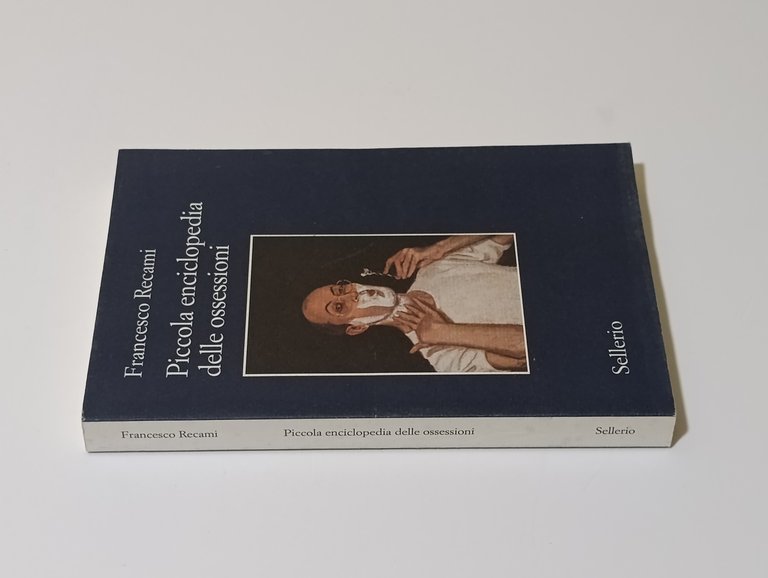 Francesco Recami
Piccola enciclopedia
delle ossessioni
Sellerio
Francesco Recami Piccola enciclopedia delle ossessioni Sellerio